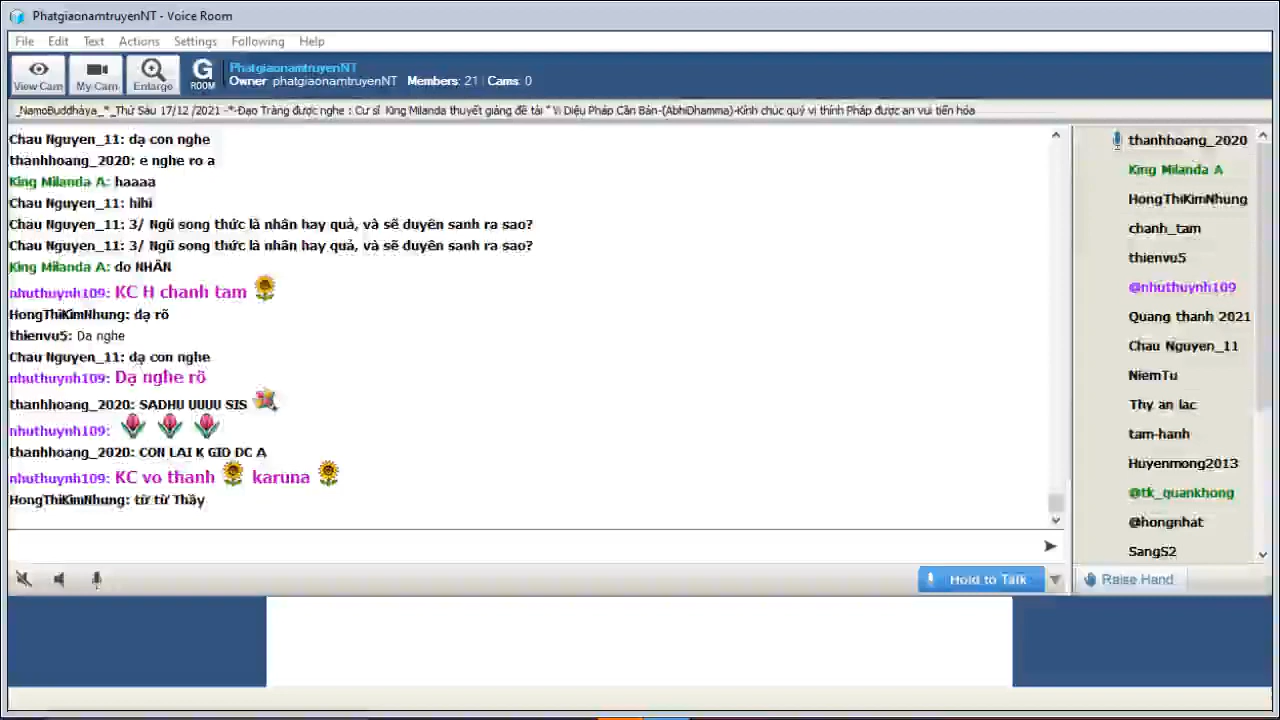 PhatgiaonamtruyenNT - Voice Room
File Edit Text Actions Settings Following Help
View Cam My Cam Enlarge G ROOM
PhatgiaonamtruyenNT
Owner phatgiaonamtruyenNT Members: 21 Cams: 0
_NamoBuddhàya_*_Thứ Sáu 17/12 /2021 -*-Đạo Tràng được nghe : Cư sĩ King Milanda thuyết giảng đề tài " Vi Diệu Pháp Căn Bản-(AbhiDhamma)-Kính chúc quý vị thính Pháp được an vui tiến hóa
Chau Nguyen_11: dạ con nghe
thanhhoang_2020: e nghe ro a
King Milanda A: haaaa
Chau Nguyen_11: hihi
Chau Nguyen_11: 3/ Ngũ song thức là nhân hay quả, và sẽ duyên sanh ra sao?
Chau Nguyen_11: 3/ Ngũ song thức là nhân hay quả, và sẽ duyên sanh ra sao?
King Milanda A: do NHÂN
nhuthuynh109: KC H chanh tam
HongThiKimNhung: dạ rõ
thienvu5: Da nghe
Chau Nguyen_11: dạ con nghe
nhuthuynh109: Dạ nghe rõ
thanhhoang_2020: SADHU UUUU SIS
nhuthuynh109:
thanhhoang_2020: CON LAI K GIO DC A
nhuthuynh109: KC vo thanh karuna
HongThiKimNhung: từ từ Thầy
Hold to Talk
thanhhoang_2020
King Milanda A
HongThiKimNhung
chanh_tam
thienvu5
@nhuthuynh109
Quang thanh 2021
Chau Nguyen_11
NiemTu
Thy an lac
tam-hanh
Huyenmong2013
@tk_quankhong
@hongnhat
SangS2
Raise Hand